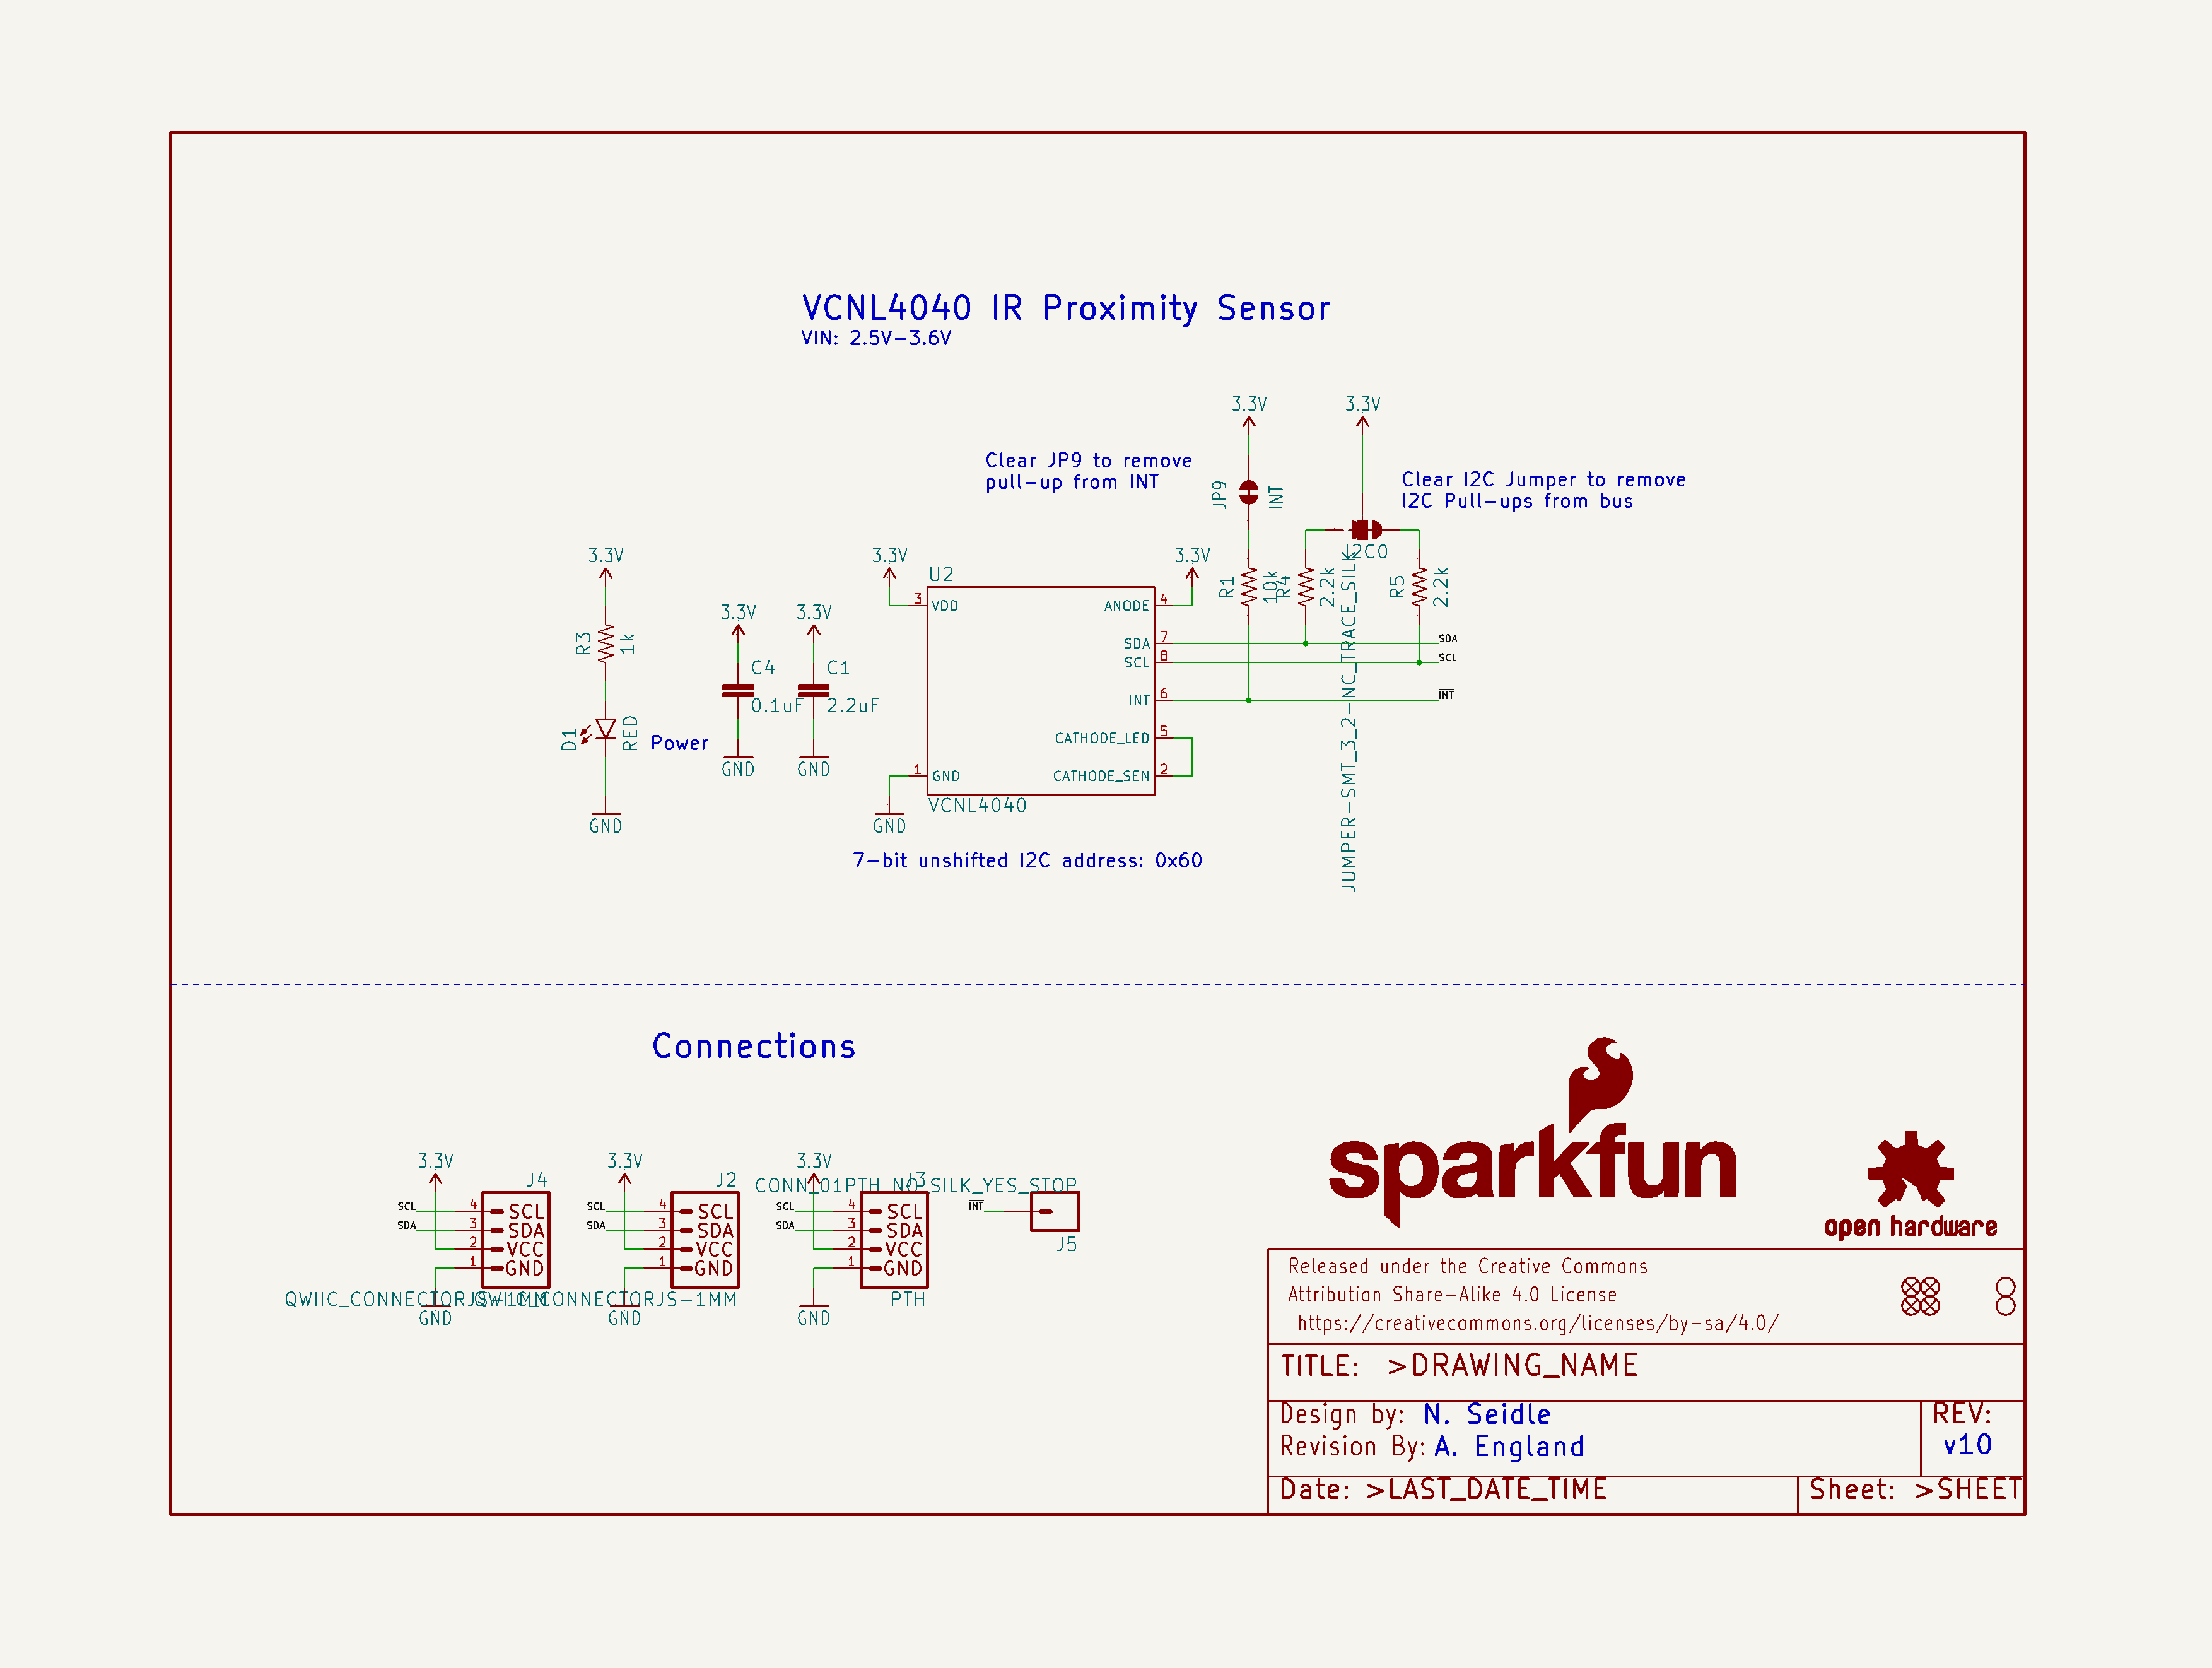 VCNL4040 IR Proximity Sensor
VIN: 2.5V-3.6V
3.3V
3.3V
Clear JP9 to remove
pull-up from INT
JP9
INT
Clear I2C Jumper to remove
I2C Pull-ups from bus
I2C0
JUMPER-SMT_3_2-NC_TRACE_SILK
R1
10k
R4
2.2k
R5
2.2k
3.3V
R3
1k
D1
RED
Power
GND
3.3V
C4
0.1uF
GND
3.3V
C1
2.2uF
GND
3.3V
U2
3.3V
3 VDD
ANODE 4
SDA 7
SDA
SCL 8
SCL
INT 6
INT
CATHODE_LED 5
1 GND
CATHODE_SEN 2
VCNL4040
GND
7-bit unshifted I2C address: 0x60
Connections
3.3V
J4
SCL 4 SCL
SDA 3 SDA
2 VCC
1 GND
QWIIC_CONNECTORJS-1MM
GND
3.3V
J2
SCL 4 SCL
SDA 3 SDA
2 VCC
1 GND
QWIIC_CONNECTORJS-1MM
GND
3.3V
J3
SCL 4 SCL
SDA 3 SDA
2 VCC
1 GND
PTH
GND
CONN_01PTH_NO_SILK_YES_STOP
INT
J5
sparkfun
open hardware
Released under the Creative Commons
Attribution Share-Alike 4.0 License
https://creativecommons.org/licenses/by-sa/4.0/
TITLE: >DRAWING_NAME
Design by: N. Seidle
REV:
Revision By: A. England
v10
Date: >LAST_DATE_TIME
Sheet: >SHEET